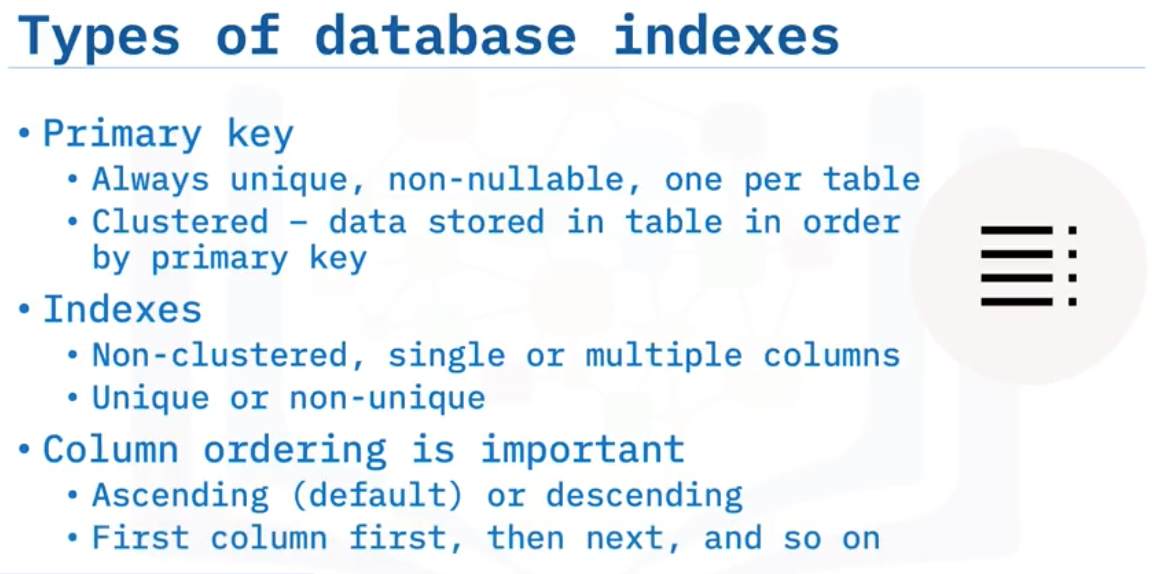 Types of database indexes
• Primary key
• Always unique, non-nullable, one per table
• Clustered – data stored in table in order
by primary key
• Indexes
• Non-clustered, single or multiple columns
• Unique or non-unique
• Column ordering is important
• Ascending (default) or descending
• First column first, then next, and so on